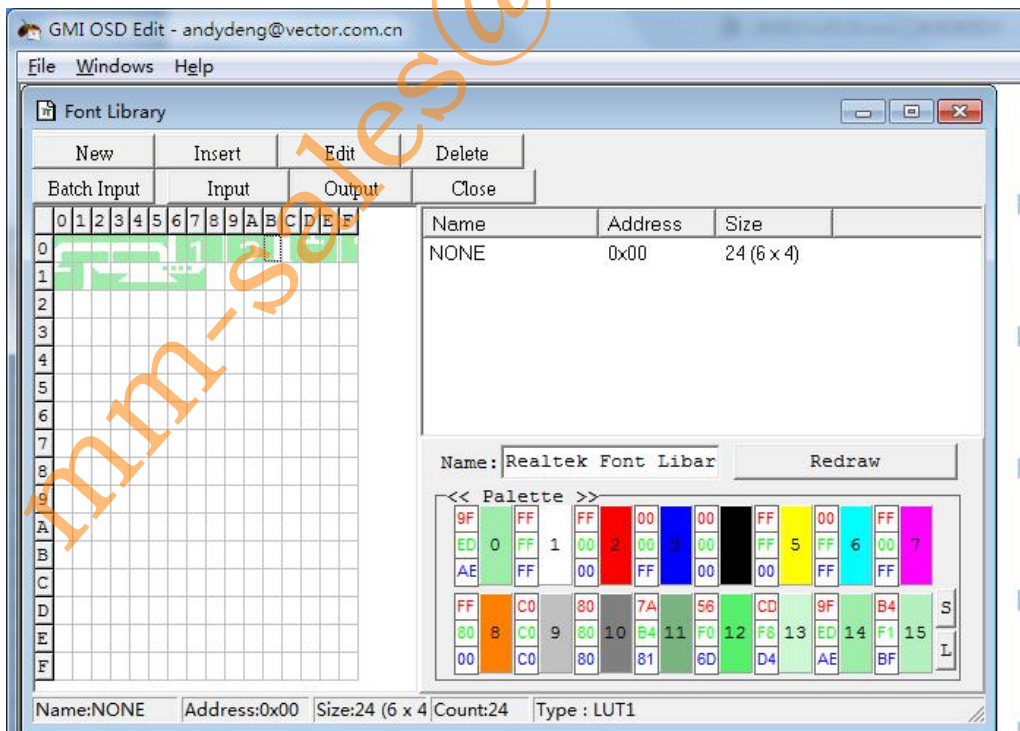 GMI OSD Edit - andydeng@vector.com.cn
File Windows Help
Font Library
New Insert Edit Delete
Batch Input Input Output Close
0 1 2 3 4 5 6 7 8 9 A B C D E F
Name Address Size
NONE 0x00 24 (6 x 4)
0
1
2
3
4
5
6
7
8
9
A
B
C
D
E
F
Name: Realtek Font Libar Redraw
<< Palette >>
9F FF FF 00 00 FF 00 FF
ED 0 FF 1 00 2 00 3 00 FF 5 FF 6 00 7
AE FF 00 FF 00 00 FF FF
FF C0 80 7A 56 CD 9F B4 S
80 8 C0 9 80 10 B4 11 F0 12 F8 13 ED 14 F1 15
00 C0 80 81 6D D4 AE BF L
Name:NONE Address:0x00 Size:24 (6 x 4 Count:24 Type : LUT1
mm-sales@